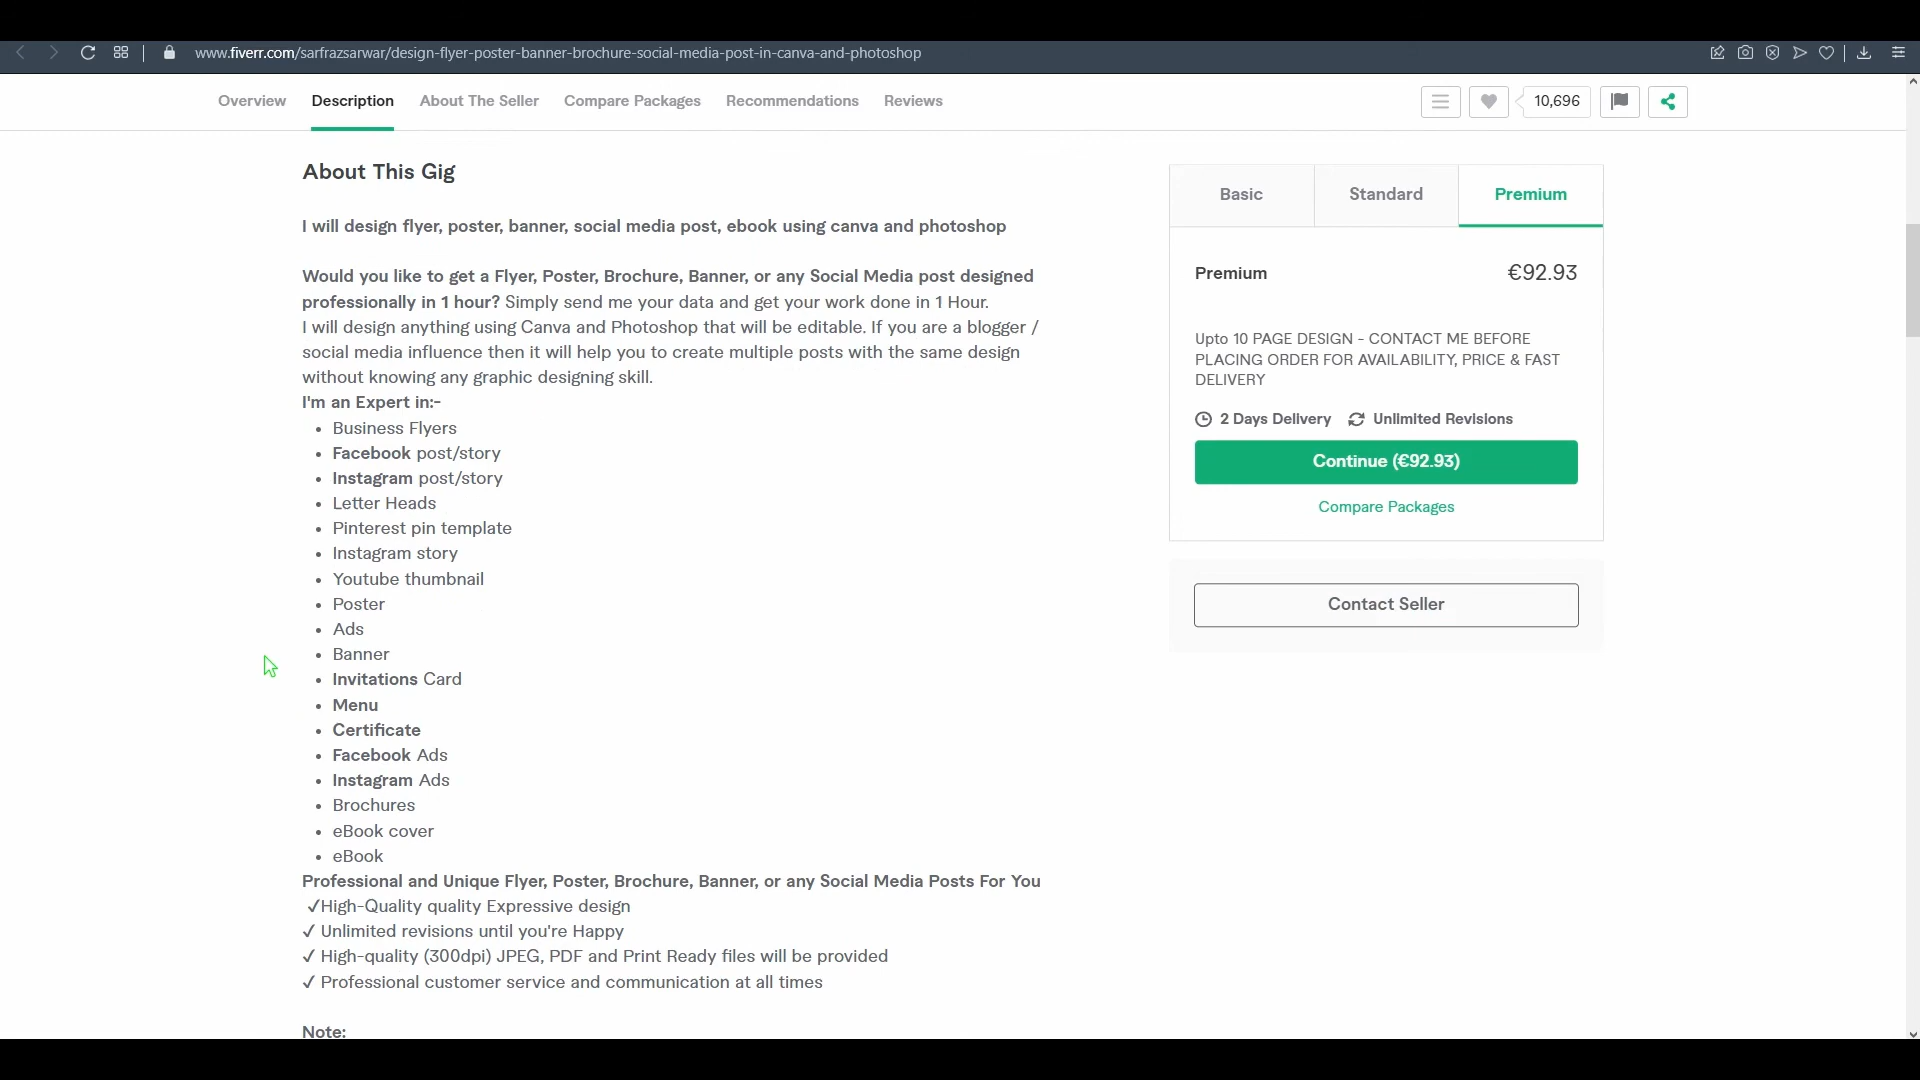 www.fiverr.com/sarfrazsarwar/design-flyer-poster-banner-brochure-social-media-post-in-canva-and-photoshop
Overview Description About The Seller Compare Packages Recommendations Reviews 10,696
About This Gig
I will design flyer, poster, banner, social media post, ebook using canva and photoshop
Would you like to get a Flyer, Poster, Brochure, Banner, or any Social Media post designed
professionally in 1 hour? Simply send me your data and get your work done in 1 Hour.
I will design anything using Canva and Photoshop that will be editable. If you are a blogger /
social media influence then it will help you to create multiple posts with the same design
without knowing any graphic designing skill.
I'm an Expert in:-
• Business Flyers
• Facebook post/story
• Instagram post/story
• Letter Heads
• Pinterest pin template
• Instagram story
• Youtube thumbnail
• Poster
• Ads
• Banner
• Invitations Card
• Menu
• Certificate
• Facebook Ads
• Instagram Ads
• Brochures
• eBook cover
• eBook
Professional and Unique Flyer, Poster, Brochure, Banner, or any Social Media Posts For You
✓High-Quality quality Expressive design
✓ Unlimited revisions until you're Happy
✓ High-quality (300dpi) JPEG, PDF and Print Ready files will be provided
✓ Professional customer service and communication at all times
Note:
Basic Standard Premium
Premium €92.93
Upto 10 PAGE DESIGN - CONTACT ME BEFORE
PLACING ORDER FOR AVAILABILITY, PRICE & FAST
DELIVERY
2 Days Delivery Unlimited Revisions
Continue (€92.93)
Compare Packages
Contact Seller